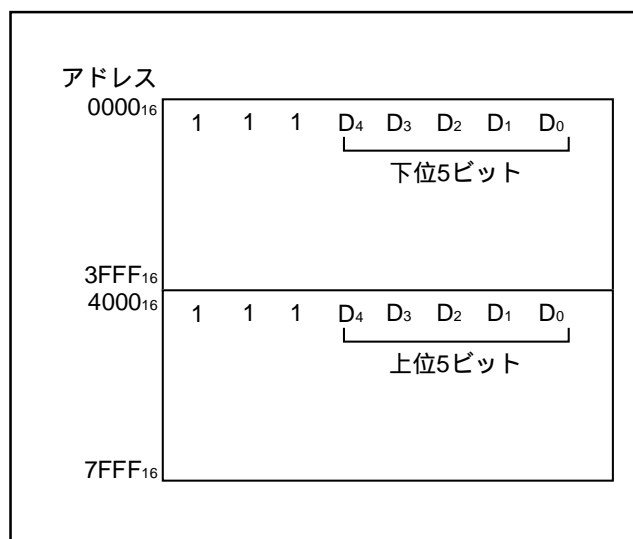 アドレス
0000₁₆
1 1 1 D₄ D₃ D₂ D₁ D₀
下位5ビット
3FFF₁₆
4000₁₆
1 1 1 D₄ D₃ D₂ D₁ D₀
上位5ビット
7FFF₁₆